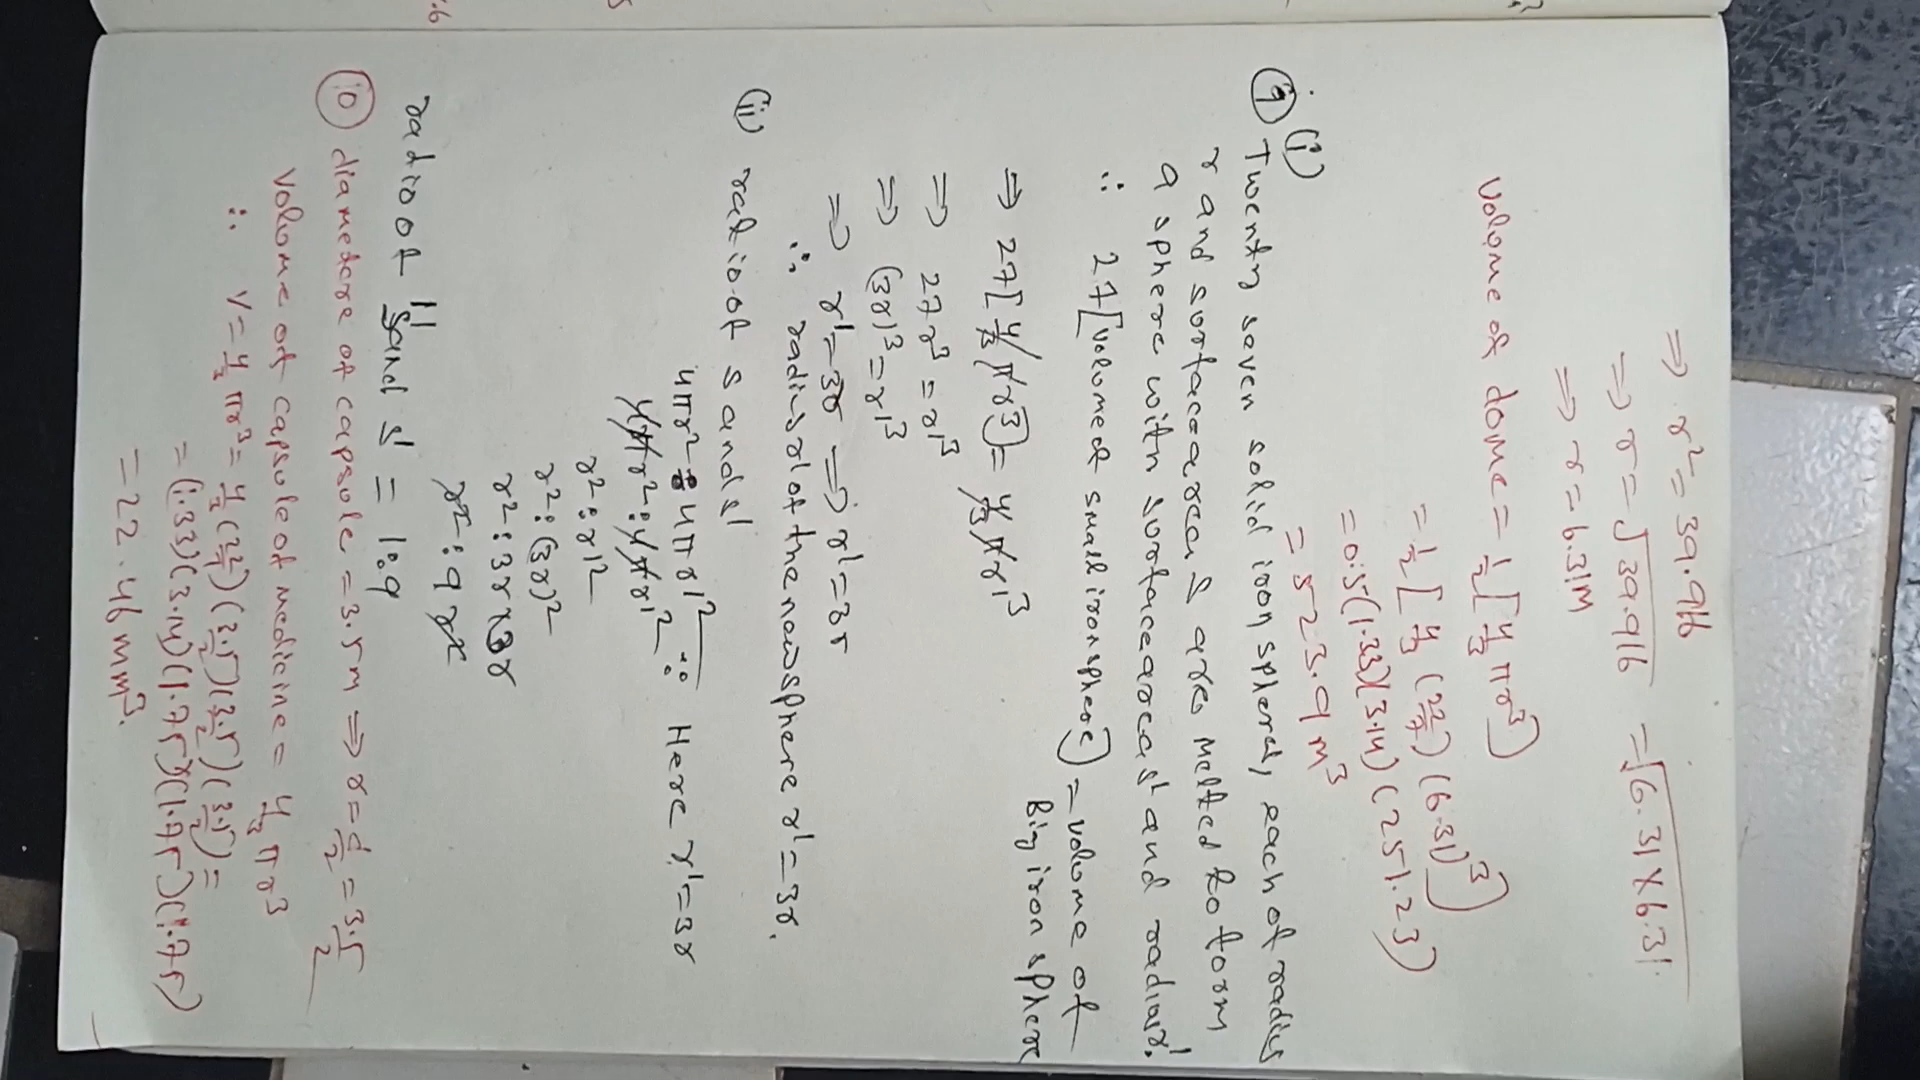 ⇒ r² = 39.916
⇒ r = √39.916 = √6.31 × 6.31
⇒ r = 6.31M
Volume of dome = 1/2 [4/3 πr³]
= 1/2 [4/3 (22/7) (6.31)³]
= 0.5 (1.33)(3.14) (251.23)
= 523.9 m³
(i)
9 Twenty seven solid iron spheres, each of radius
r and surface area S are melted to form
a sphere with surface area s' and radius r'.
∴ 27[volume of small iron sphere] = volume of
Big iron sphere
⇒ 27[4/3 πr³] = 4/3 πr'³
⇒ 27r³ = r'³
⇒ (3r)³ = r'³
⇒ r' = 3r ⇒ r' = 3r
∴ radius r' of the new sphere r' = 3r.
(ii) ratio of s and s'
4πr² : 4πr'² ∵ Here r' = 3r
4πr² : 4πr'²
r² : r'²
r² : (3r)²
r² : 3r × 3r
r² : 9r²
radio of S and s' = 1:9
10 diametere of capsule = 3.5m ⇒ r = d/2 = 3.5/2
Volume of capsule of medicine = 4/3 πr³
∴ V = 4/3 πr³ = 4/3 (22/7) (3.5/2) (3.5/2) (3.5/2) =
= (1.33)(3.14)(1.75)(1.75)(1.75)
= 22.46 mm³.